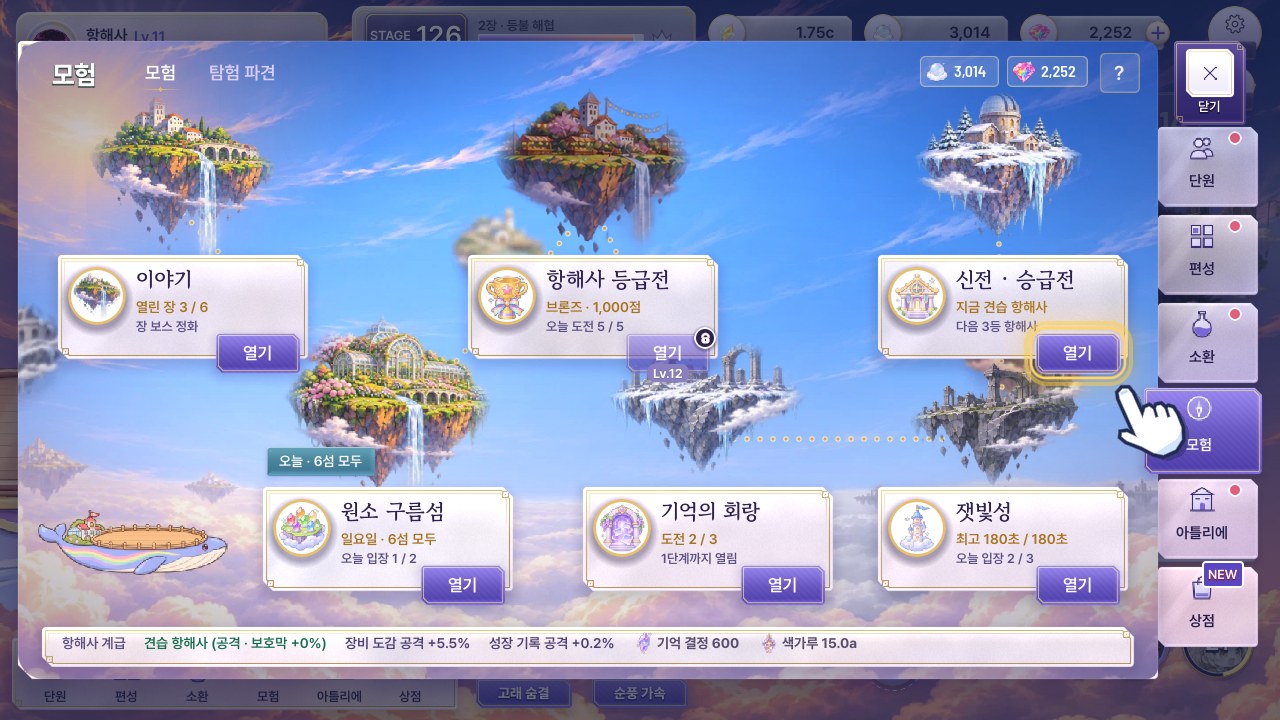 항해사 Lv.11
STAGE 126
2장 · 등불 해협
1.75c
3,014
2,252
모험
모험
탐험 파견
3,014
2,252
?
닫기
단원
편성
소환
모험
아틀리에
NEW
상점
이야기
열린 장 3 / 6
장 보스 정화
열기
항해사 등급전
브론즈 · 1,000점
오늘 도전 5 / 5
열기
Lv.12
신전 · 승급전
지금 견습 항해사
다음 3등 항해사
열기
오늘 · 6섬 모두
원소 구름섬
일요일 · 6섬 모두
오늘 입장 1 / 2
열기
기억의 회랑
도전 2 / 3
1단계까지 열림
열기
잿빛성
최고 180초 / 180초
오늘 입장 2 / 3
열기
항해사 계급 견습 항해사 (공격 · 보호막 +0%) 장비 도감 공격 +5.5% 성장 기록 공격 +0.2% 기억 결정 600 색가루 15.0a
단원 편성 소환 모험 아틀리에 상점
고래 숨결
순풍 가속